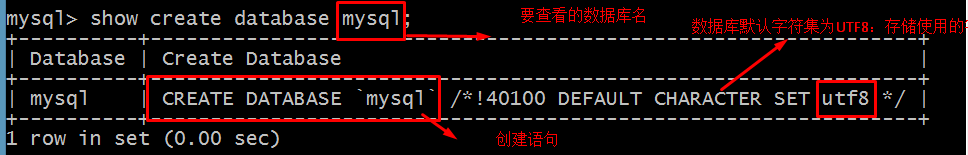 mysql> show create database mysql; 要查看的数据库名
数据库默认字符集为UTF8：存储使用的
| Database | Create Database |
| mysql | CREATE DATABASE `mysql` /*!40100 DEFAULT CHARACTER SET utf8 */ |
创建语句
1 row in set (0.00 sec)